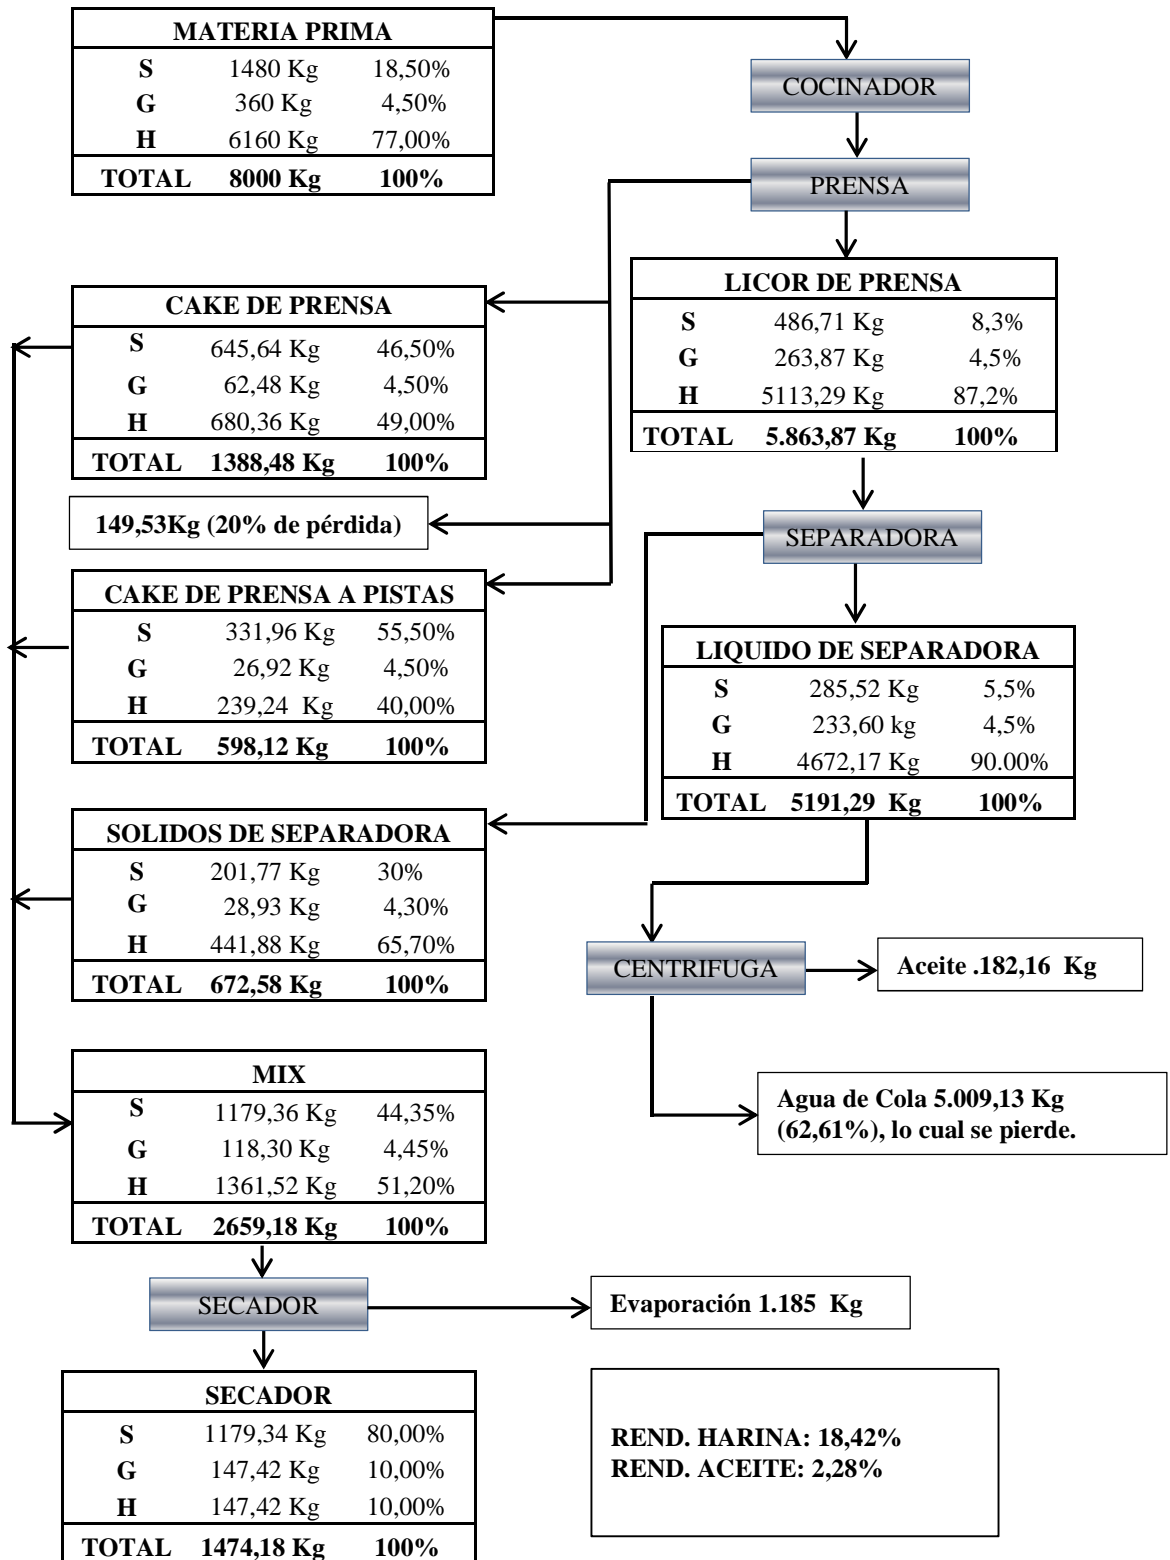 MATERIA PRIMA
S 1480 Kg 18,50%
G 360 Kg 4,50%
H 6160 Kg 77,00%
TOTAL 8000 Kg 100%
COCINADOR
PRENSA
LICOR DE PRENSA
S 486,71 Kg 8,3%
G 263,87 Kg 4,5%
H 5113,29 Kg 87,2%
TOTAL 5.863,87 Kg 100%
CAKE DE PRENSA
S 645,64 Kg 46,50%
G 62,48 Kg 4,50%
H 680,36 Kg 49,00%
TOTAL 1388,48 Kg 100%
149,53Kg (20% de pérdida)
SEPARADORA
CAKE DE PRENSA A PISTAS
S 331,96 Kg 55,50%
G 26,92 Kg 4,50%
H 239,24 Kg 40,00%
TOTAL 598,12 Kg 100%
LIQUIDO DE SEPARADORA
S 285,52 Kg 5,5%
G 233,60 kg 4,5%
H 4672,17 Kg 90.00%
TOTAL 5191,29 Kg 100%
SOLIDOS DE SEPARADORA
S 201,77 Kg 30%
G 28,93 Kg 4,30%
H 441,88 Kg 65,70%
TOTAL 672,58 Kg 100%
CENTRIFUGA
Aceite .182,16 Kg
Agua de Cola 5.009,13 Kg
(62,61%), lo cual se pierde.
MIX
S 1179,36 Kg 44,35%
G 118,30 Kg 4,45%
H 1361,52 Kg 51,20%
TOTAL 2659,18 Kg 100%
SECADOR
Evaporación 1.185 Kg
SECADOR
S 1179,34 Kg 80,00%
G 147,42 Kg 10,00%
H 147,42 Kg 10,00%
TOTAL 1474,18 Kg 100%
REND. HARINA: 18,42%
REND. ACEITE: 2,28%